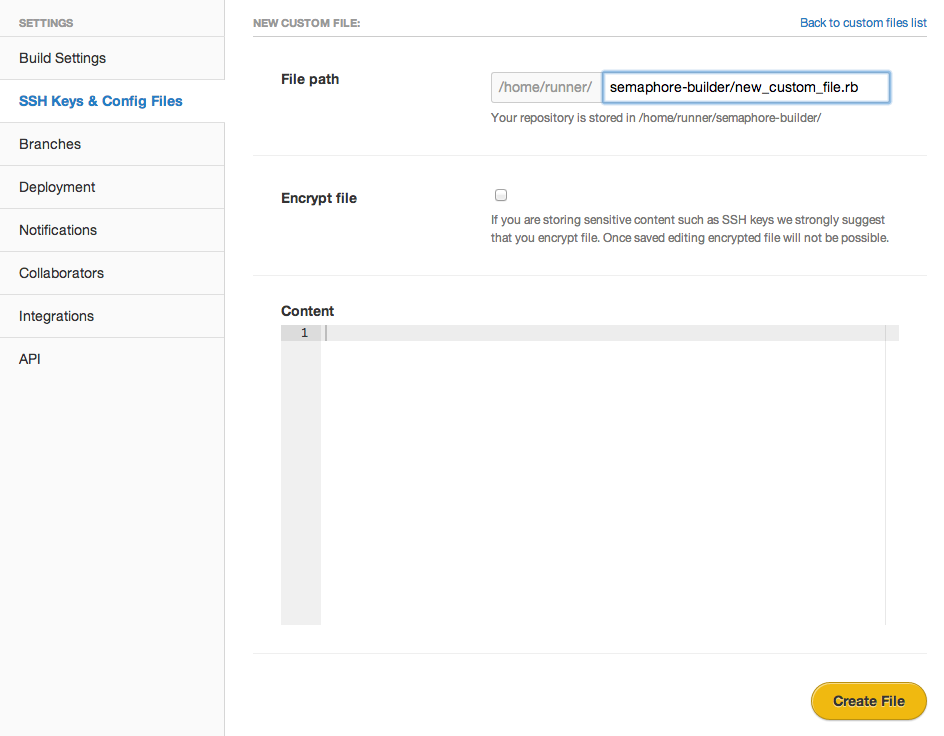 SETTINGS
Build Settings
SSH Keys & Config Files
Branches
Deployment
Notifications
Collaborators
Integrations
API
NEW CUSTOM FILE:
Back to custom files list
File path
/home/runner/ semaphore-builder/new_custom_file.rb
Your repository is stored in /home/runner/semaphore-builder/
Encrypt file
If you are storing sensitive content such as SSH keys we strongly suggest
that you encrypt file. Once saved editing encrypted file will not be possible.
Content
1
Create File